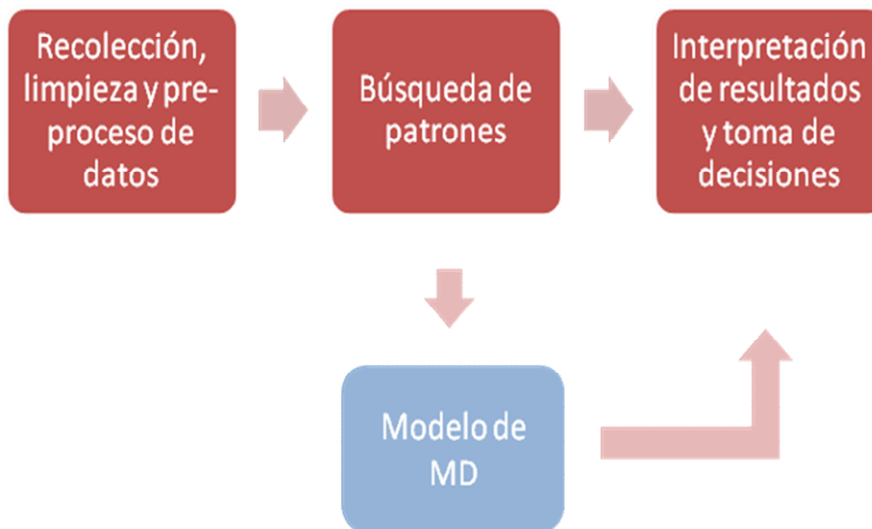 Recolección,
limpieza y pre-
proceso de
datos
Búsqueda de
patrones
Interpretación
de resultados
y toma de
decisiones
Modelo de
MD